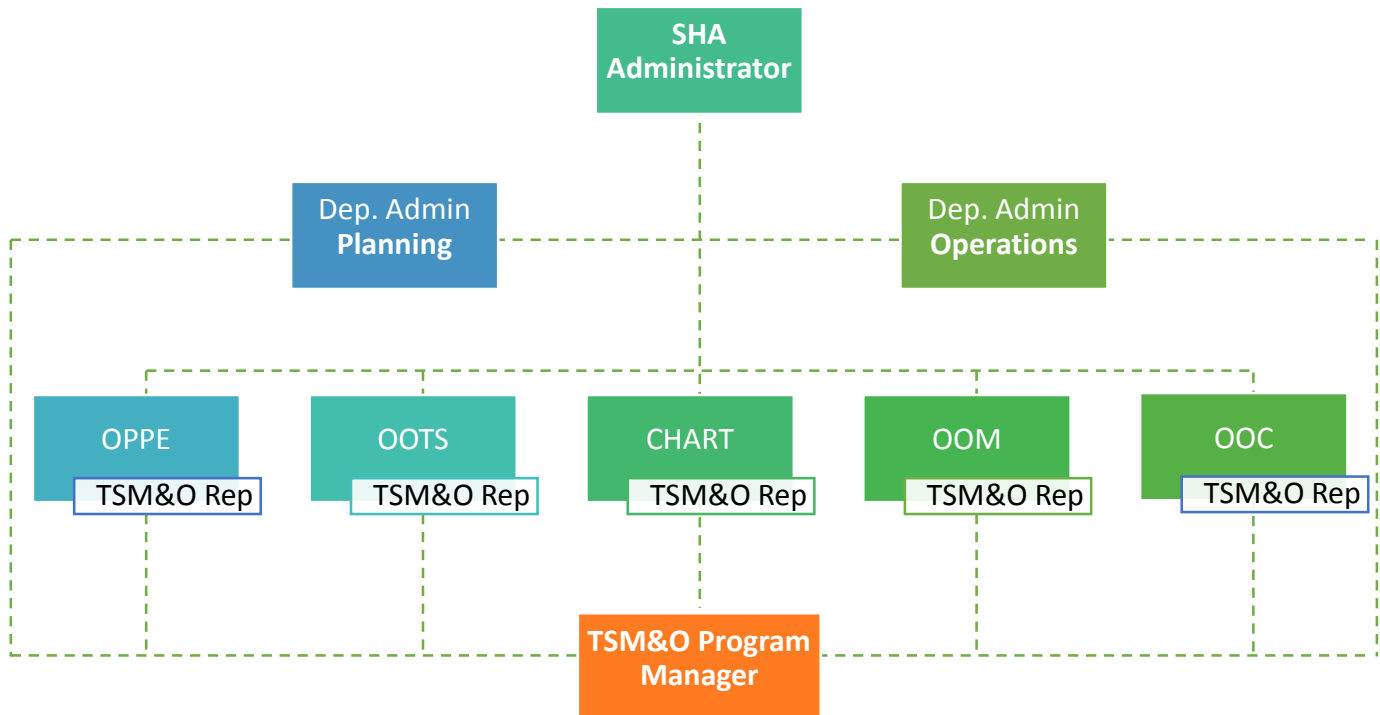 SHA
Administrator
Dep. Admin
Planning
Dep. Admin
Operations
OPPE
TSM&O Rep
OOTS
TSM&O Rep
CHART
TSM&O Rep
OOM
TSM&O Rep
OOC
TSM&O Rep
TSM&O Program
Manager